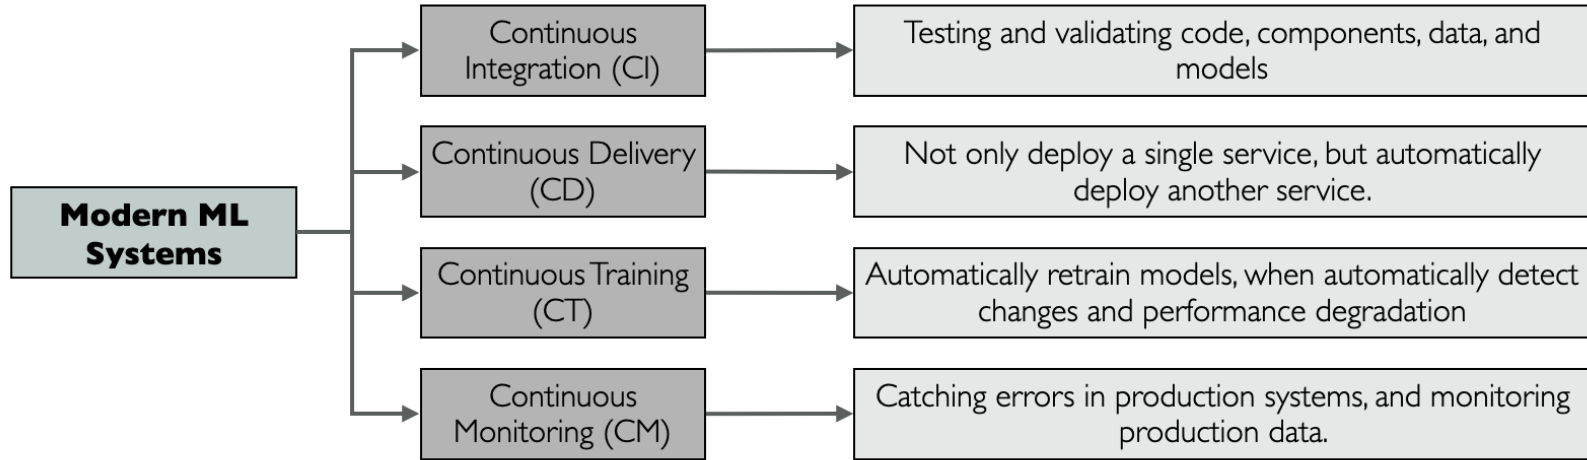 Modern ML
Systems
Continuous
Integration (CI)
Testing and validating code, components, data, and
models
Continuous Delivery
(CD)
Not only deploy a single service, but automatically
deploy another service.
Continuous Training
(CT)
Automatically retrain models, when automatically detect
changes and performance degradation
Continuous
Monitoring (CM)
Catching errors in production systems, and monitoring
production data.